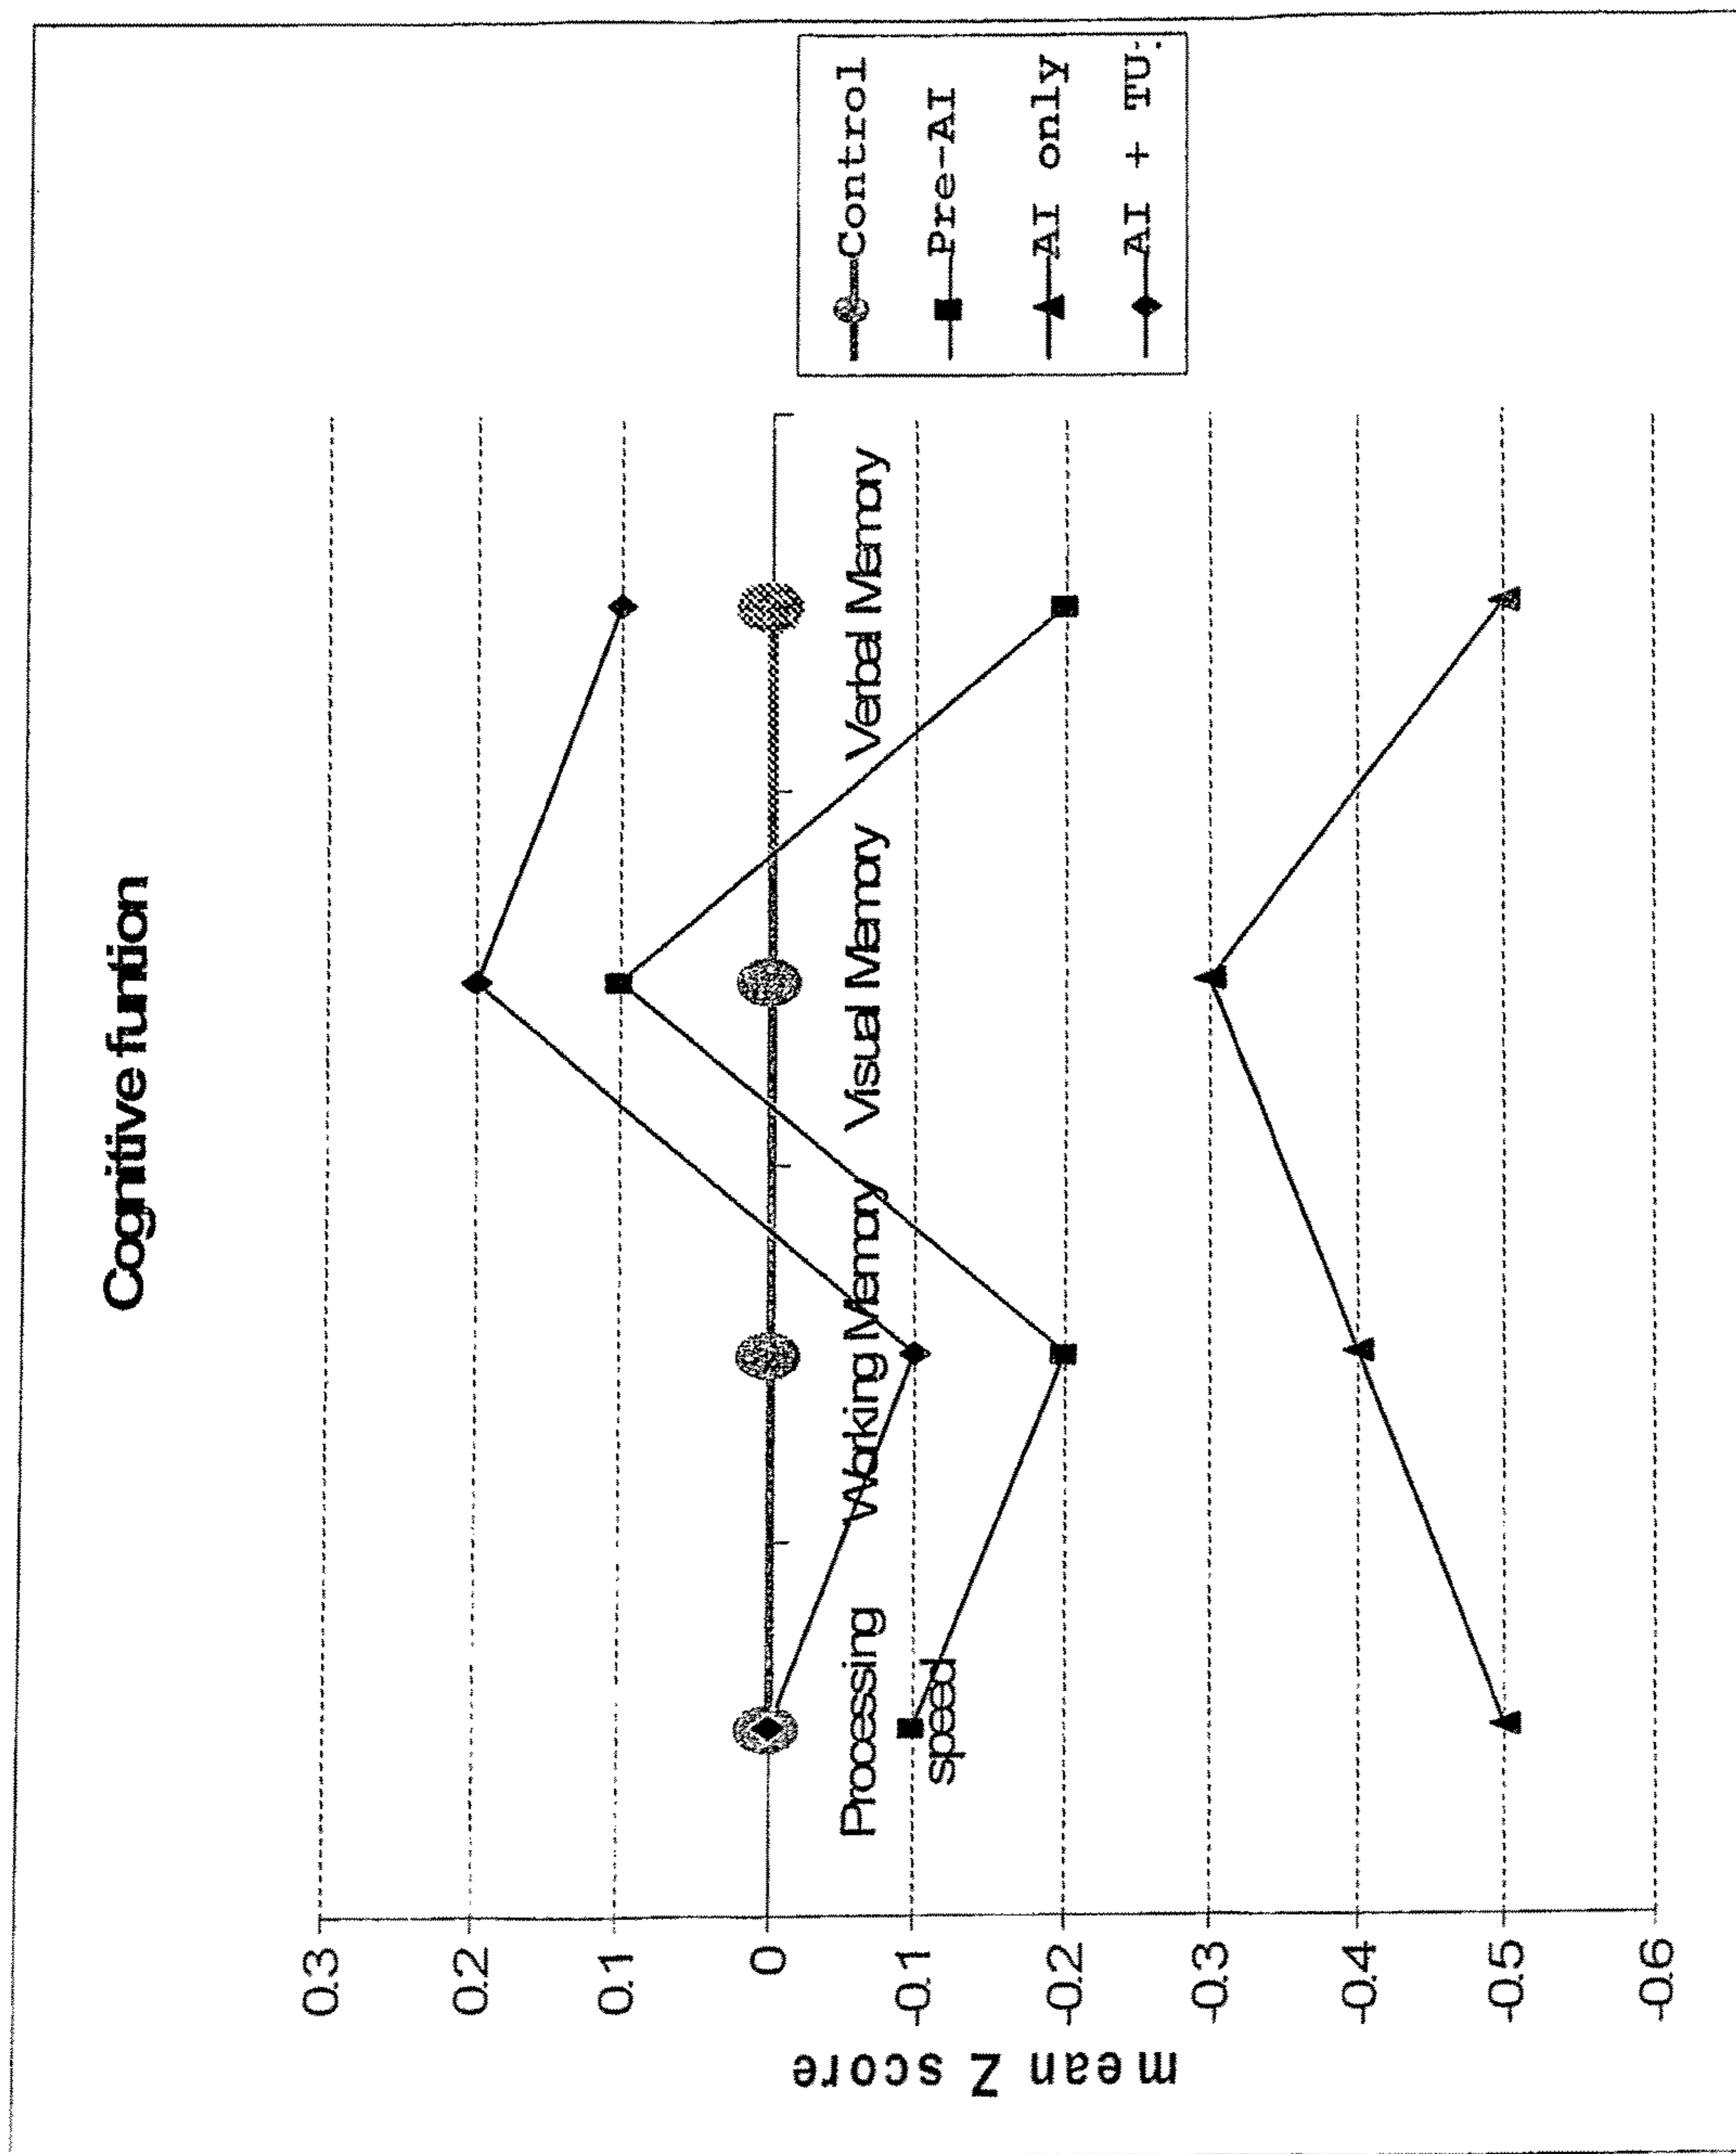 Cognitive funtion
mean Z score
0.3
0.2
0.1
0
-0.1
-0.2
-0.3
-0.4
-0.5
-0.6
Processing
speed
Working Memory
Visual Memory
Verbal Memory
Control
Pre-AI
AI only
AI + TU